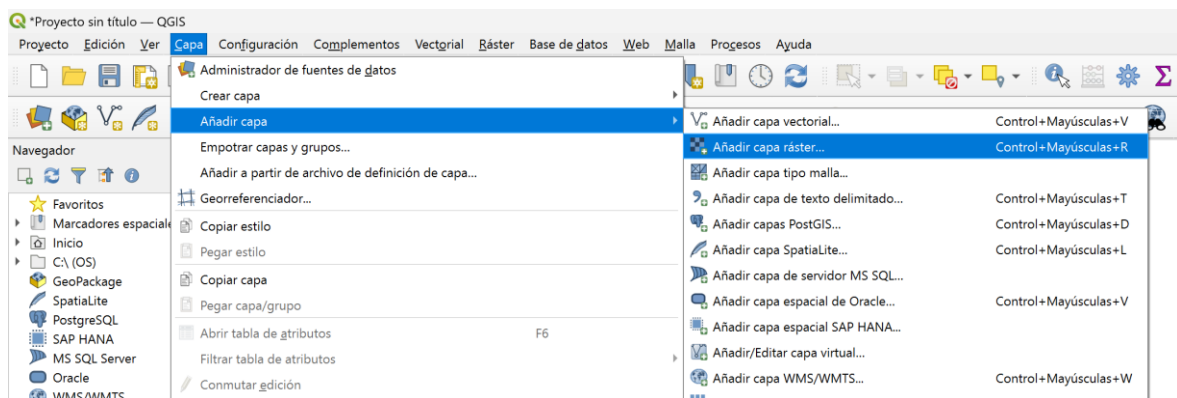 *Proyecto sin título — QGIS
Proyecto Edición Ver Capa Configuración Complementos Vectorial Ráster Base de datos Web Malla Procesos Ayuda
Administrador de fuentes de datos
Crear capa
Añadir capa
Empotrar capas y grupos...
Añadir a partir de archivo de definición de capa...
Georreferenciador...
Copiar estilo
Pegar estilo
Copiar capa
Pegar capa/grupo
Abrir tabla de atributos F6
Filtrar tabla de atributos
Conmutar edición
Añadir capa vectorial... Control+Mayúsculas+V
Añadir capa ráster... Control+Mayúsculas+R
Añadir capa tipo malla...
Añadir capa de texto delimitado... Control+Mayúsculas+T
Añadir capas PostGIS... Control+Mayúsculas+D
Añadir capa SpatiaLite... Control+Mayúsculas+L
Añadir capa de servidor MS SQL...
Añadir capa espacial de Oracle... Control+Mayúsculas+V
Añadir capa espacial SAP HANA...
Añadir/Editar capa virtual...
Añadir capa WMS/WMTS... Control+Mayúsculas+W
Navegador
Favoritos
Marcadores espaciale
Inicio
C:\ (OS)
GeoPackage
SpatiaLite
PostgreSQL
SAP HANA
MS SQL Server
Oracle
WMS/WMTS